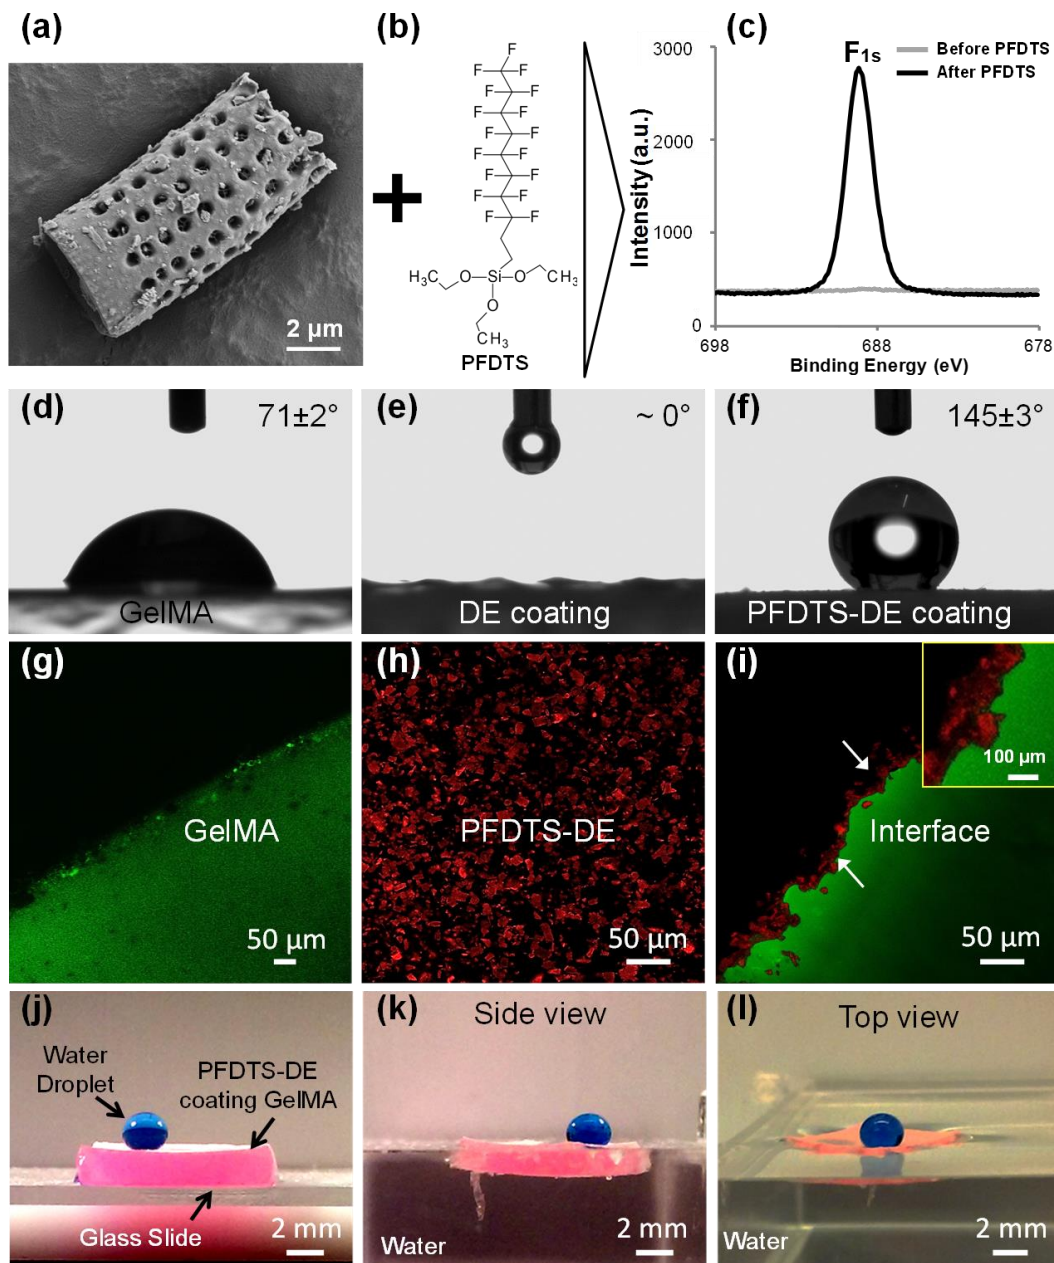 (a)
2 µm
(b)
F
F F
F F
F F
F F
F F
F F
F F
F F
H₃C O Si O CH₃
O
CH₃
PFDTS
(c)
F1s
Before PFDTS
After PFDTS
Intensity (a.u.)
3000
2000
1000
0
698 688 678
Binding Energy (eV)
(d)
71±2°
GelMA
(e)
~ 0°
DE coating
(f)
145±3°
PFDTS-DE coating
(g)
GelMA
50 µm
(h)
PFDTS-DE
50 µm
(i)
100 µm
Interface
50 µm
(j)
Water
Droplet
PFDTS-DE
coating GelMA
Glass Slide
2 mm
(k)
Side view
Water
2 mm
(l)
Top view
Water
2 mm